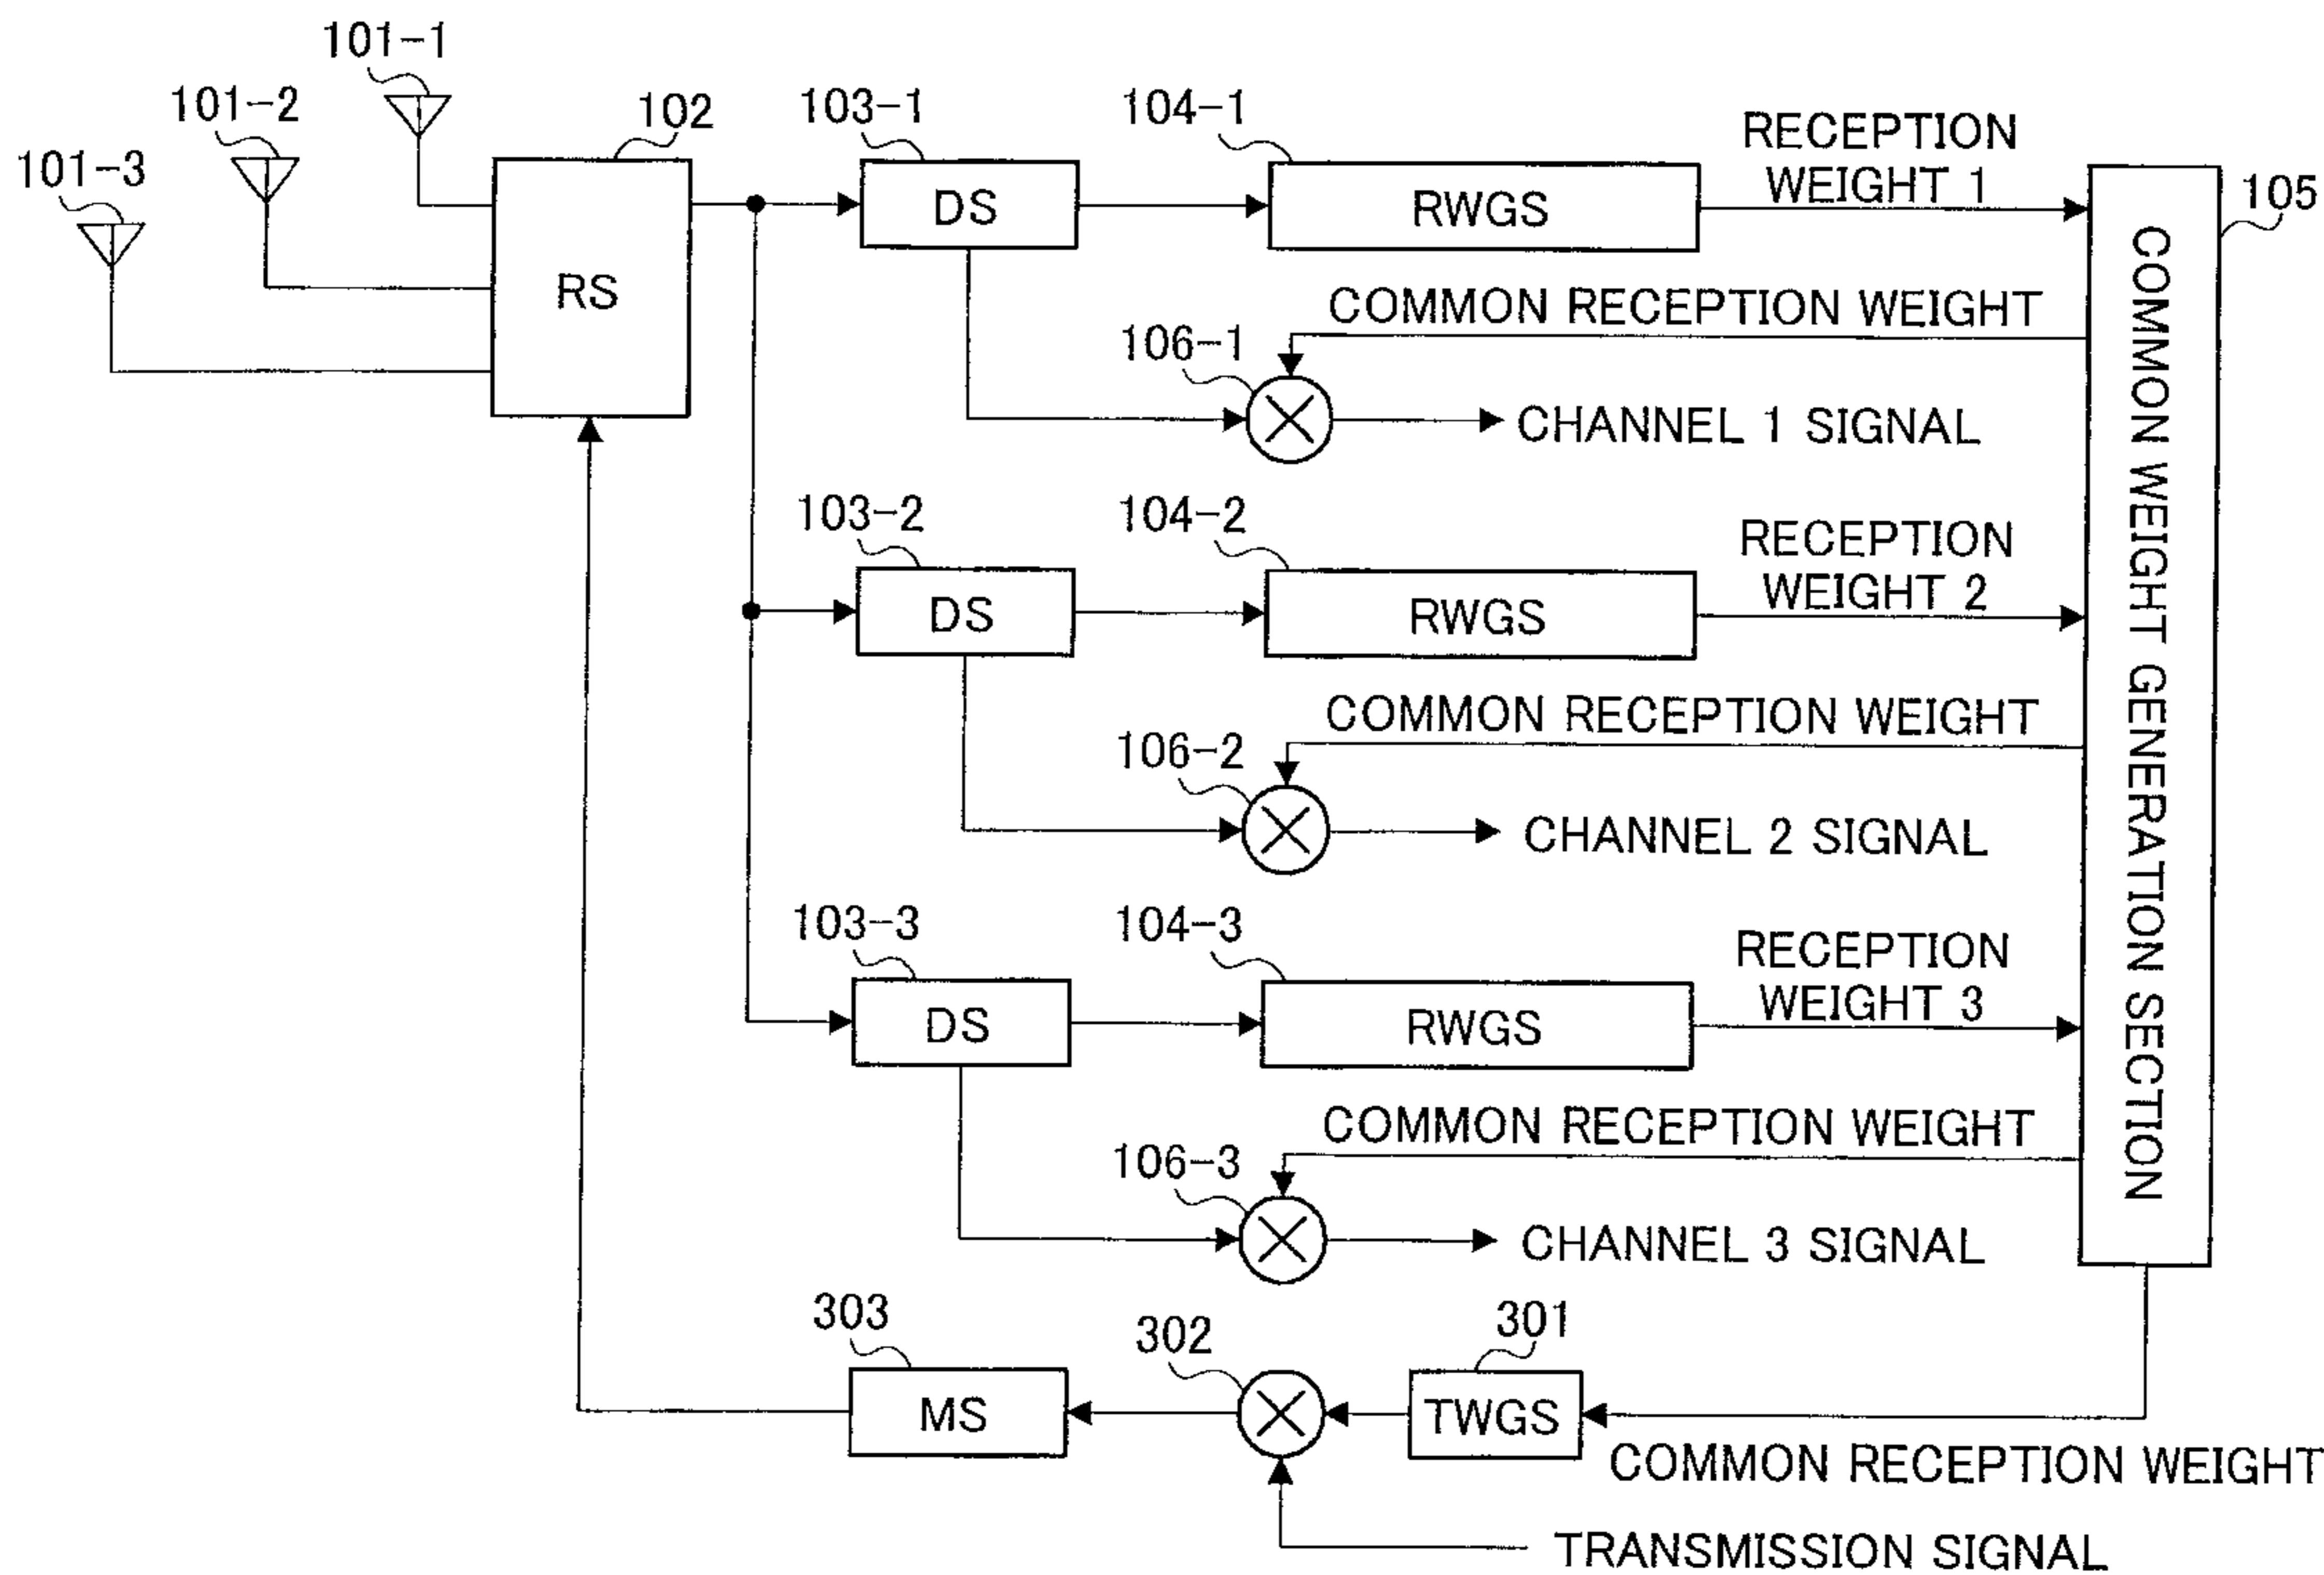 101-1
101-2
101-3
102
103-1
104-1
RECEPTION
WEIGHT 1
105
DS
RWGS
RS
COMMON RECEPTION WEIGHT
106-1
CHANNEL 1 SIGNAL
COMMON WEIGHT GENERATION SECTION
103-2
104-2
RECEPTION
WEIGHT 2
DS
RWGS
COMMON RECEPTION WEIGHT
106-2
CHANNEL 2 SIGNAL
103-3
104-3
RECEPTION
WEIGHT 3
DS
RWGS
COMMON RECEPTION WEIGHT
106-3
CHANNEL 3 SIGNAL
303
302
301
MS
TWGS
COMMON RECEPTION WEIGHT
TRANSMISSION SIGNAL